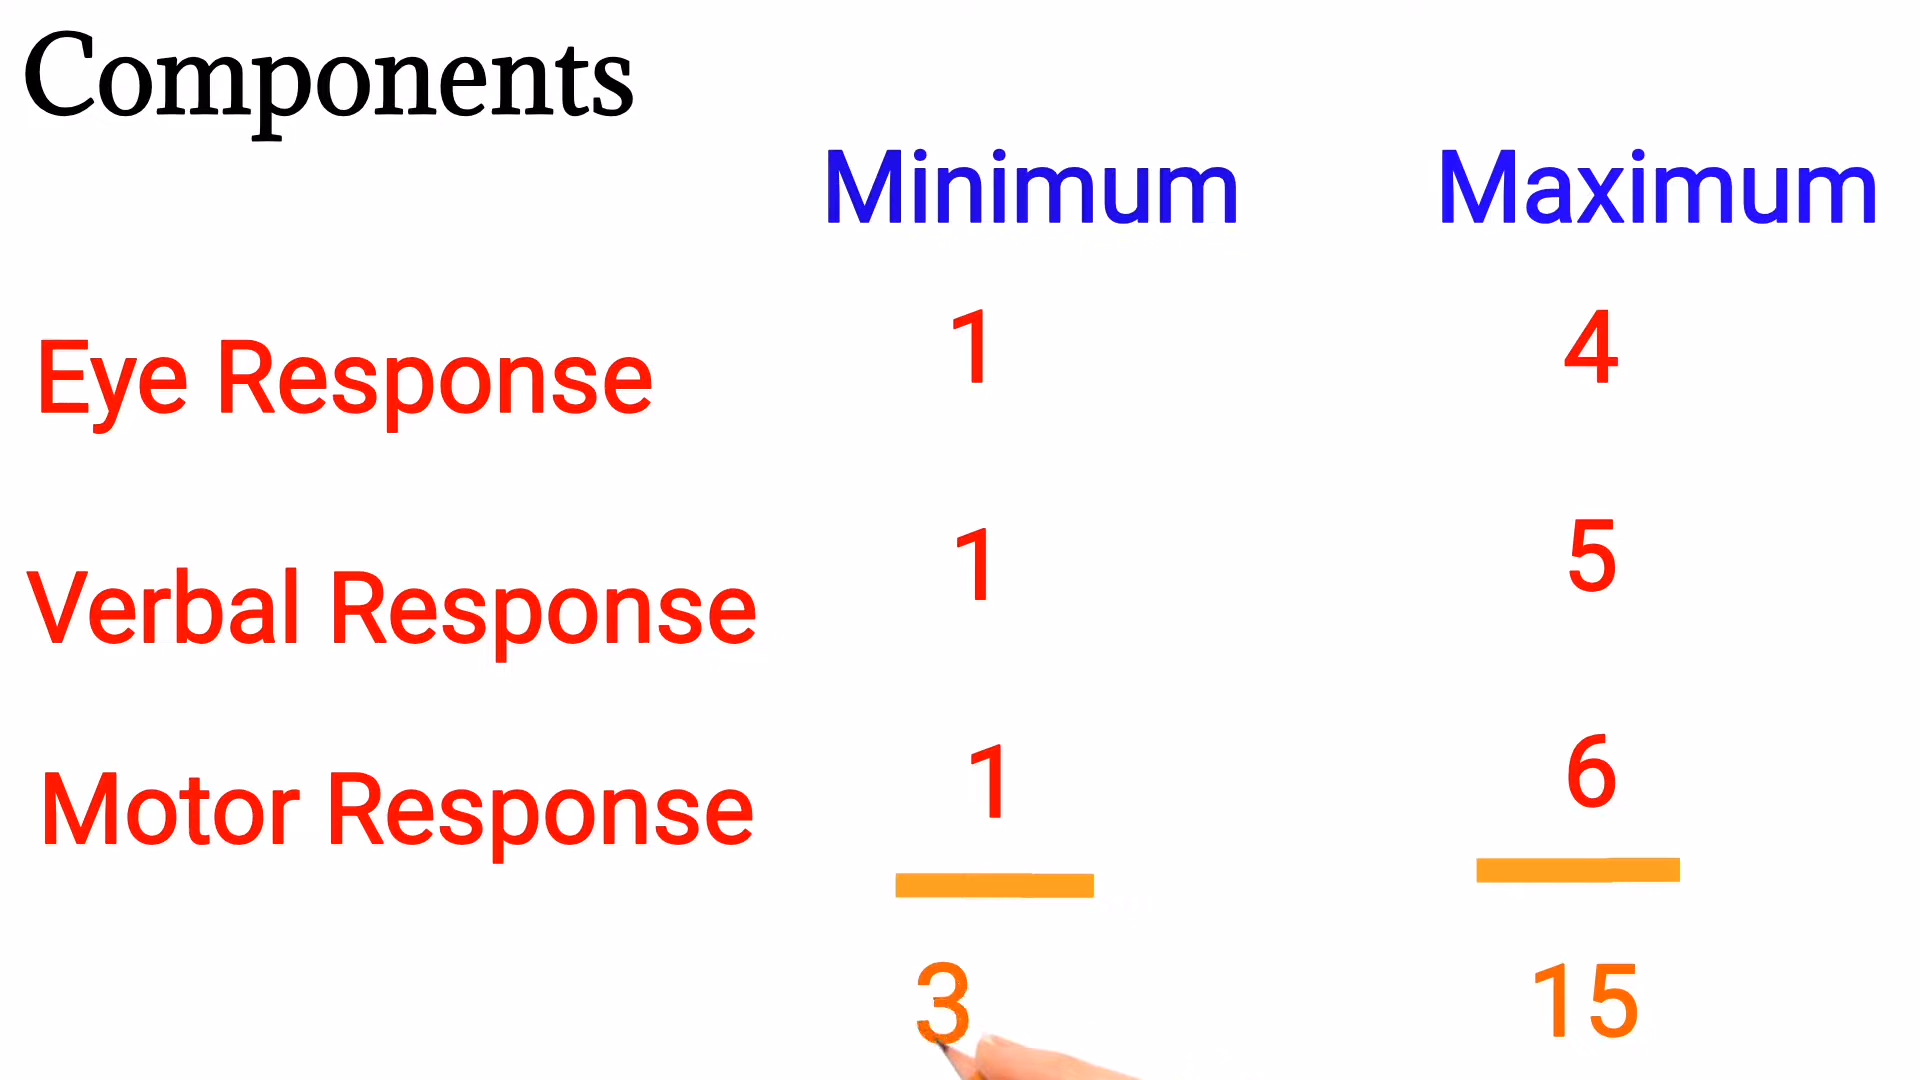 Components
Minimum Maximum
Eye Response 1 4
Verbal Response 1 5
Motor Response 1 6
3 15